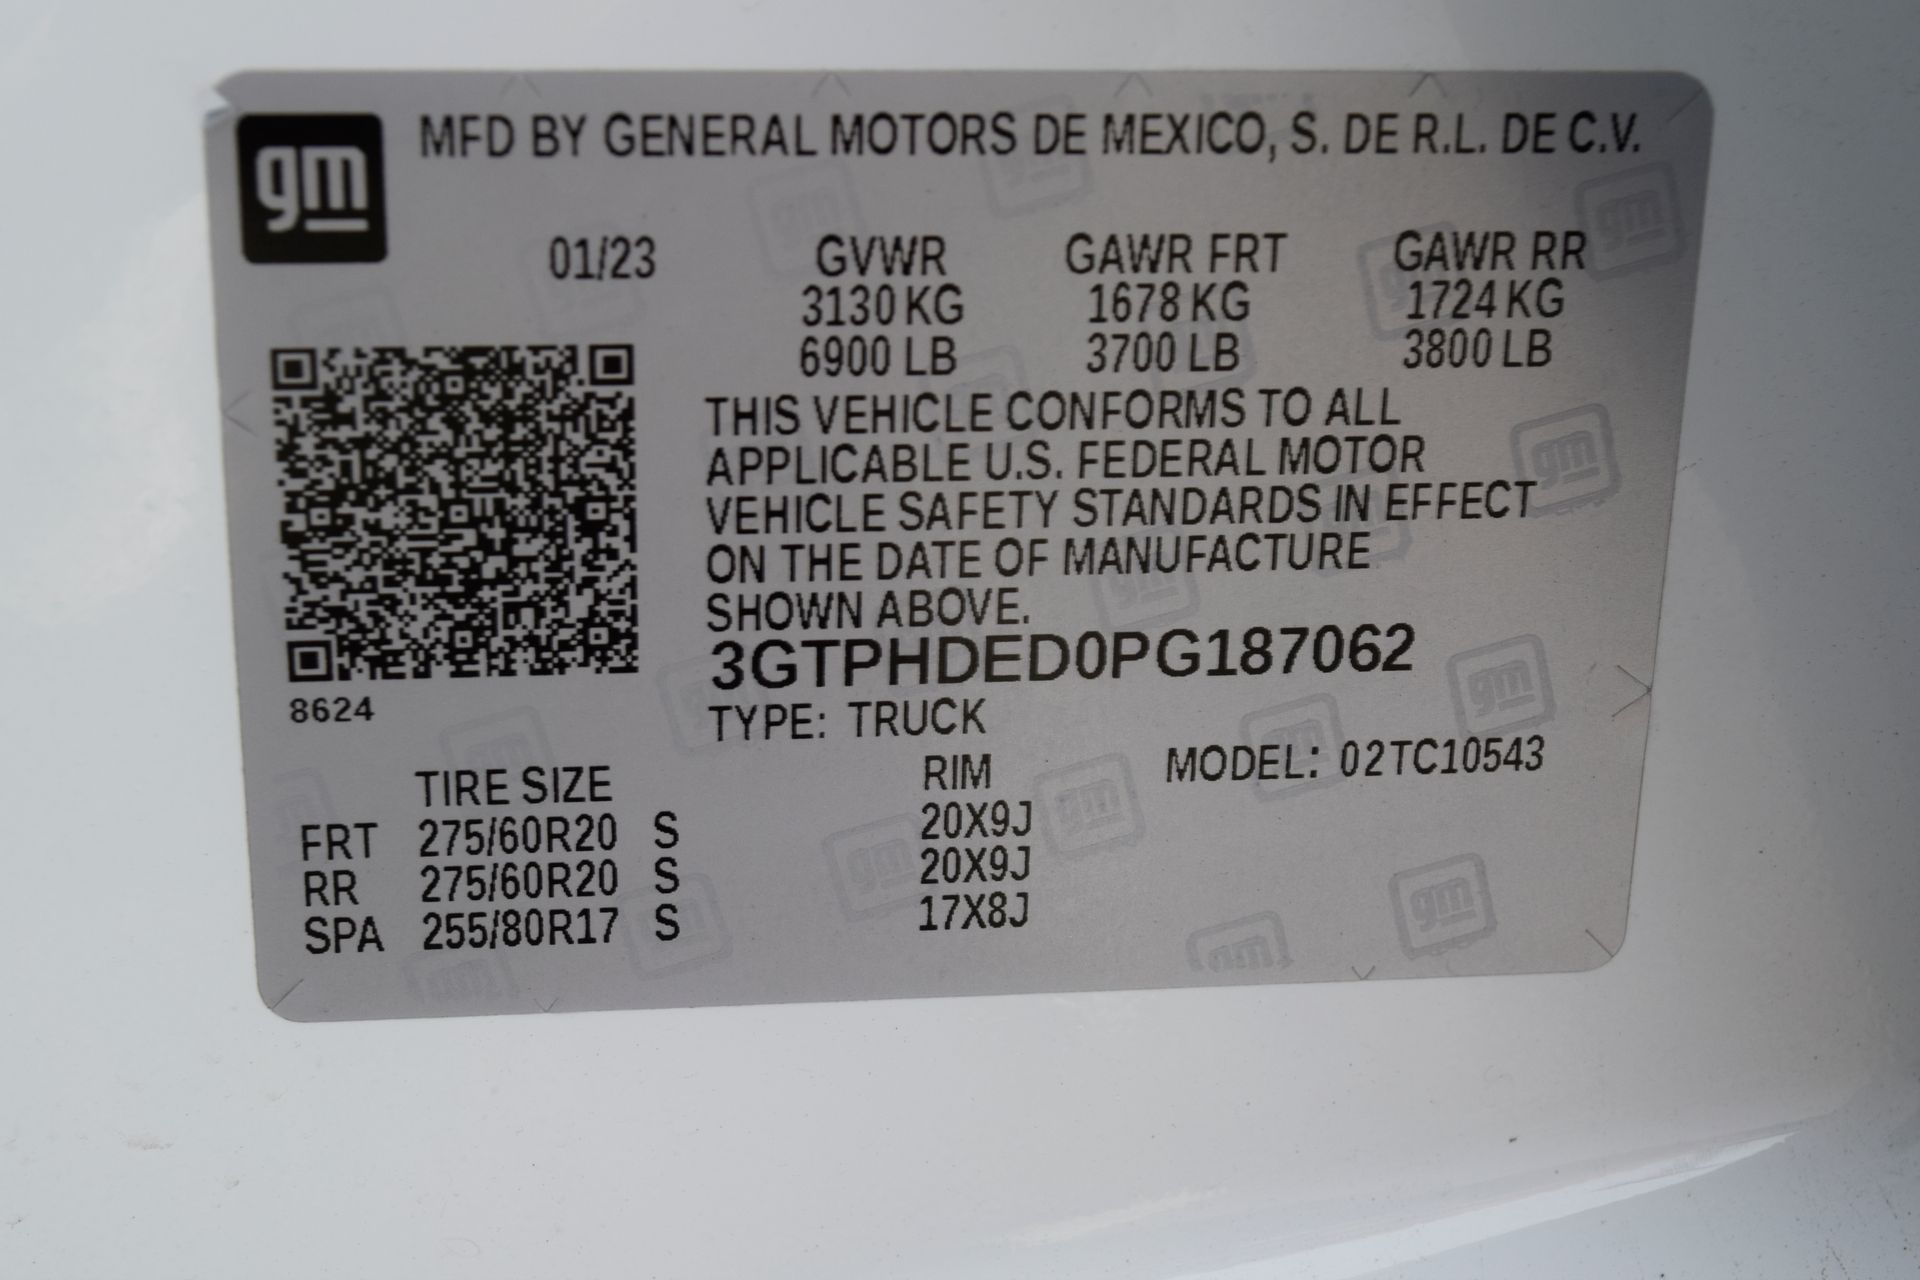 gm
MFD BY GENERAL MOTORS DE MEXICO, S. DE R.L. DE C.V.
01/23 GVWR GAWR FRT GAWR RR
3130 KG 1678 KG 1724 KG
6900 LB 3700 LB 3800 LB
THIS VEHICLE CONFORMS TO ALL
APPLICABLE U.S. FEDERAL MOTOR
VEHICLE SAFETY STANDARDS IN EFFECT
ON THE DATE OF MANUFACTURE
SHOWN ABOVE.
3GTPHDED0PG187062
8624
TYPE: TRUCK
MODEL: 02TC10543
TIRE SIZE RIM
FRT 275/60R20 S 20X9J
RR 275/60R20 S 20X9J
SPA 255/80R17 S 17X8J